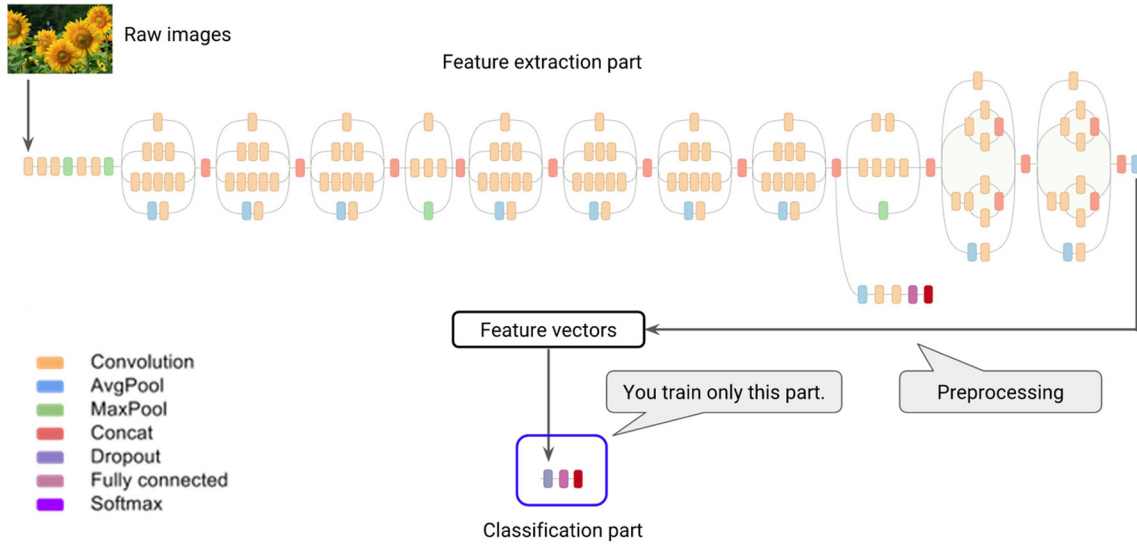 Raw images
Feature extraction part
Feature vectors
You train only this part.
Preprocessing
Convolution
AvgPool
MaxPool
Concat
Dropout
Fully connected
Softmax
Classification part